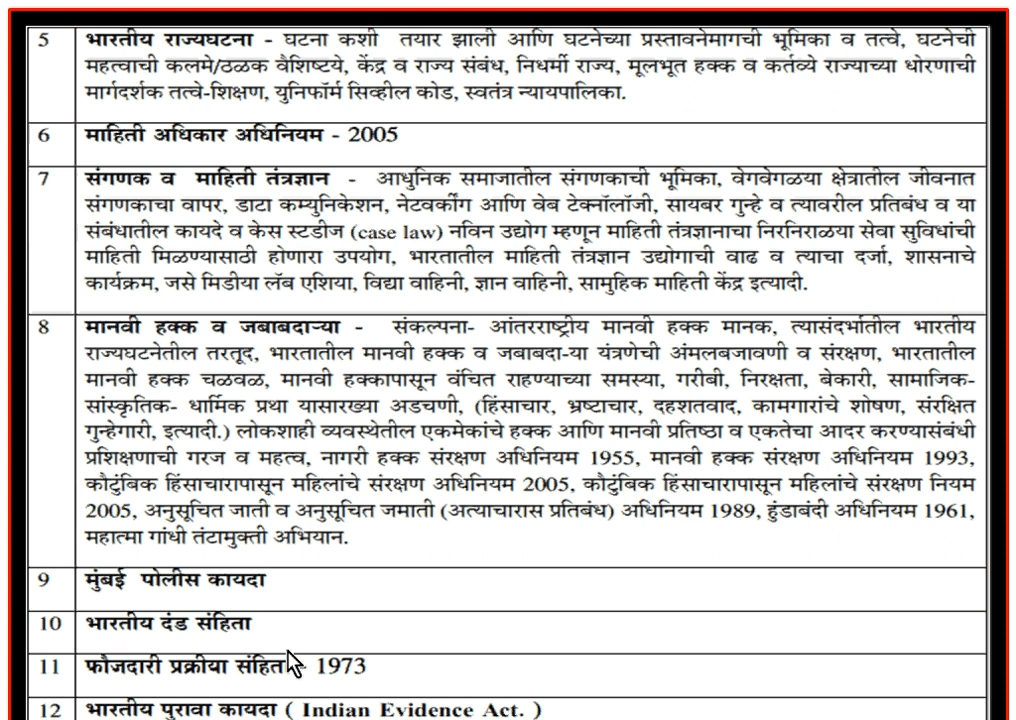 5 भारतीय राज्यघटना - घटना कशी तयार झाली आणि घटनेच्या प्रस्तावनेमागची भूमिका व तत्वे, घटनेची
महत्वाची कलमे/ठळक वैशिष्टये, केंद्र व राज्य संबंध, निधर्मी राज्य, मूलभूत हक्क व कर्तव्ये राज्याच्या धोरणाची
मार्गदर्शक तत्वे-शिक्षण, युनिफॉर्म सिव्हील कोड, स्वतंत्र न्यायपालिका.
6 माहिती अधिकार अधिनियम - 2005
7 संगणक व माहिती तंत्रज्ञान - आधुनिक समाजातील संगणकाची भूमिका, वेगवेगळया क्षेत्रातील जीवनात
संगणकाचा वापर, डाटा कम्युनिकेशन, नेटवर्कींग आणि वेब टेक्नॉलॉजी, सायबर गुन्हे व त्यावरील प्रतिबंध व या
संबंधातील कायदे व केस स्टडीज (case law) नविन उद्योग म्हणून माहिती तंत्रज्ञानाचा निरनिराळया सेवा सुविधांची
माहिती मिळण्यासाठी होणारा उपयोग, भारतातील माहिती तंत्रज्ञान उद्योगाची वाढ व त्याचा दर्जा, शासनाचे
कार्यक्रम, जसे मिडीया लॅब एशिया, विद्या वाहिनी, ज्ञान वाहिनी, सामुहिक माहिती केंद्र इत्यादी.
8 मानवी हक्क व जबाबदाऱ्या - संकल्पना- आंतरराष्ट्रीय मानवी हक्क मानक, त्यासंदर्भातील भारतीय
राज्यघटनेतील तरतूद, भारतातील मानवी हक्क व जबाबदा-या यंत्रणेची अंमलबजावणी व संरक्षण, भारतातील
मानवी हक्क चळवळ, मानवी हक्कापासून वंचित राहण्याच्या समस्या, गरीबी, निरक्षता, बेकारी, सामाजिक-
सांस्कृतिक- धार्मिक प्रथा यासारख्या अडचणी, (हिंसाचार, भ्रष्टाचार, दहशतवाद, कामगारांचे शोषण, संरक्षित
गुन्हेगारी, इत्यादी.) लोकशाही व्यवस्थेतील एकमेकांचे हक्क आणि मानवी प्रतिष्ठा व एकतेचा आदर करण्यासंबंधी
प्रशिक्षणाची गरज व महत्व, नागरी हक्क संरक्षण अधिनियम 1955, मानवी हक्क संरक्षण अधिनियम 1993,
कौटुंबिक हिंसाचारापासून महिलांचे संरक्षण अधिनियम 2005, कौटुंबिक हिंसाचारापासून महिलांचे संरक्षण नियम
2005, अनुसूचित जाती व अनुसूचित जमाती (अत्याचारास प्रतिबंध) अधिनियम 1989, हुंडाबंदी अधिनियम 1961,
महात्मा गांधी तंटामुक्ती अभियान.
9 मुंबई पोलीस कायदा
10 भारतीय दंड संहिता
11 फौजदारी प्रक्रीया संहिता - 1973
12 भारतीय पुरावा कायदा ( Indian Evidence Act. )